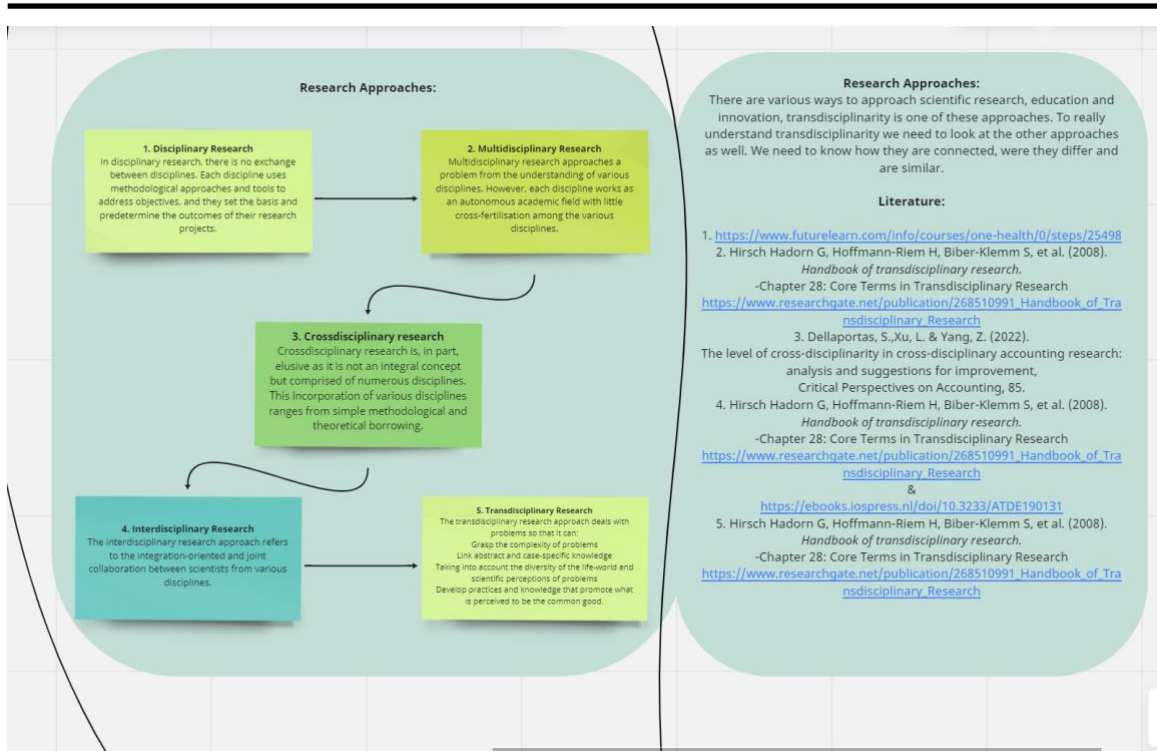 Research Approaches:
1. Disciplinary Research
In disciplinary research, there is no exchange
between disciplines. Each discipline uses
methodological approaches and tools to
address objectives, and they set the basis and
predetermine the outcomes of their research
projects.
2. Multidisciplinary Research
Multidisciplinary research approaches a
problem from the understanding of various
disciplines. However, each discipline works as
an autonomous academic field with little
cross-fertilisation among the various
disciplines.
3. Crossdisciplinary research
Crossdisciplinary research is, in part,
elusive as it is not an integral concept
but comprised of numerous disciplines.
This incorporation of various disciplines
ranges from simple methodological and
theoretical borrowing.
4. Interdisciplinary Research
The interdisciplinary research approach refers
to the integration-oriented and joint
collaboration between scientists from various
disciplines.
5. Transdisciplinary Research
The transdisciplinary research approach deals with
problems so that it can:
Grasp the complexity of problems
Link abstract and case-specific knowledge
Taking into account the diversity of the life-world and
scientific perceptions of problems
Develop practices and knowledge that promote what
is perceived to be the common good.
Research Approaches:
There are various ways to approach scientific research, education and
innovation, transdisciplinarity is one of these approaches. To really
understand transdisciplinarity we need to look at the other approaches
as well. We need to know how they are connected, were they differ and
are similar.
Literature:
1. https://www.futurelearn.com/info/courses/one-health/0/steps/25498
2. Hirsch Hadorn G, Hoffmann-Riem H, Biber-Klemm S, et al. (2008).
Handbook of transdisciplinary research.
-Chapter 28: Core Terms in Transdisciplinary Research
https://www.researchgate.net/publication/268510991_Handbook_of_Tra
nsdisciplinary_Research
3. Dellaportas, S.,Xu, L. & Yang, Z. (2022).
The level of cross-disciplinarity in cross-disciplinary accounting research:
analysis and suggestions for improvement,
Critical Perspectives on Accounting, 85.
4. Hirsch Hadorn G, Hoffmann-Riem H, Biber-Klemm S, et al. (2008).
Handbook of transdisciplinary research.
-Chapter 28: Core Terms in Transdisciplinary Research
https://www.researchgate.net/publication/268510991_Handbook_of_Tra
nsdisciplinary_Research
&
https://ebooks.iospress.nl/doi/10.3233/ATDE190131
5. Hirsch Hadorn G, Hoffmann-Riem H, Biber-Klemm S, et al. (2008).
Handbook of transdisciplinary research.
-Chapter 28: Core Terms in Transdisciplinary Research
https://www.researchgate.net/publication/268510991_Handbook_of_Tra
nsdisciplinary_Research